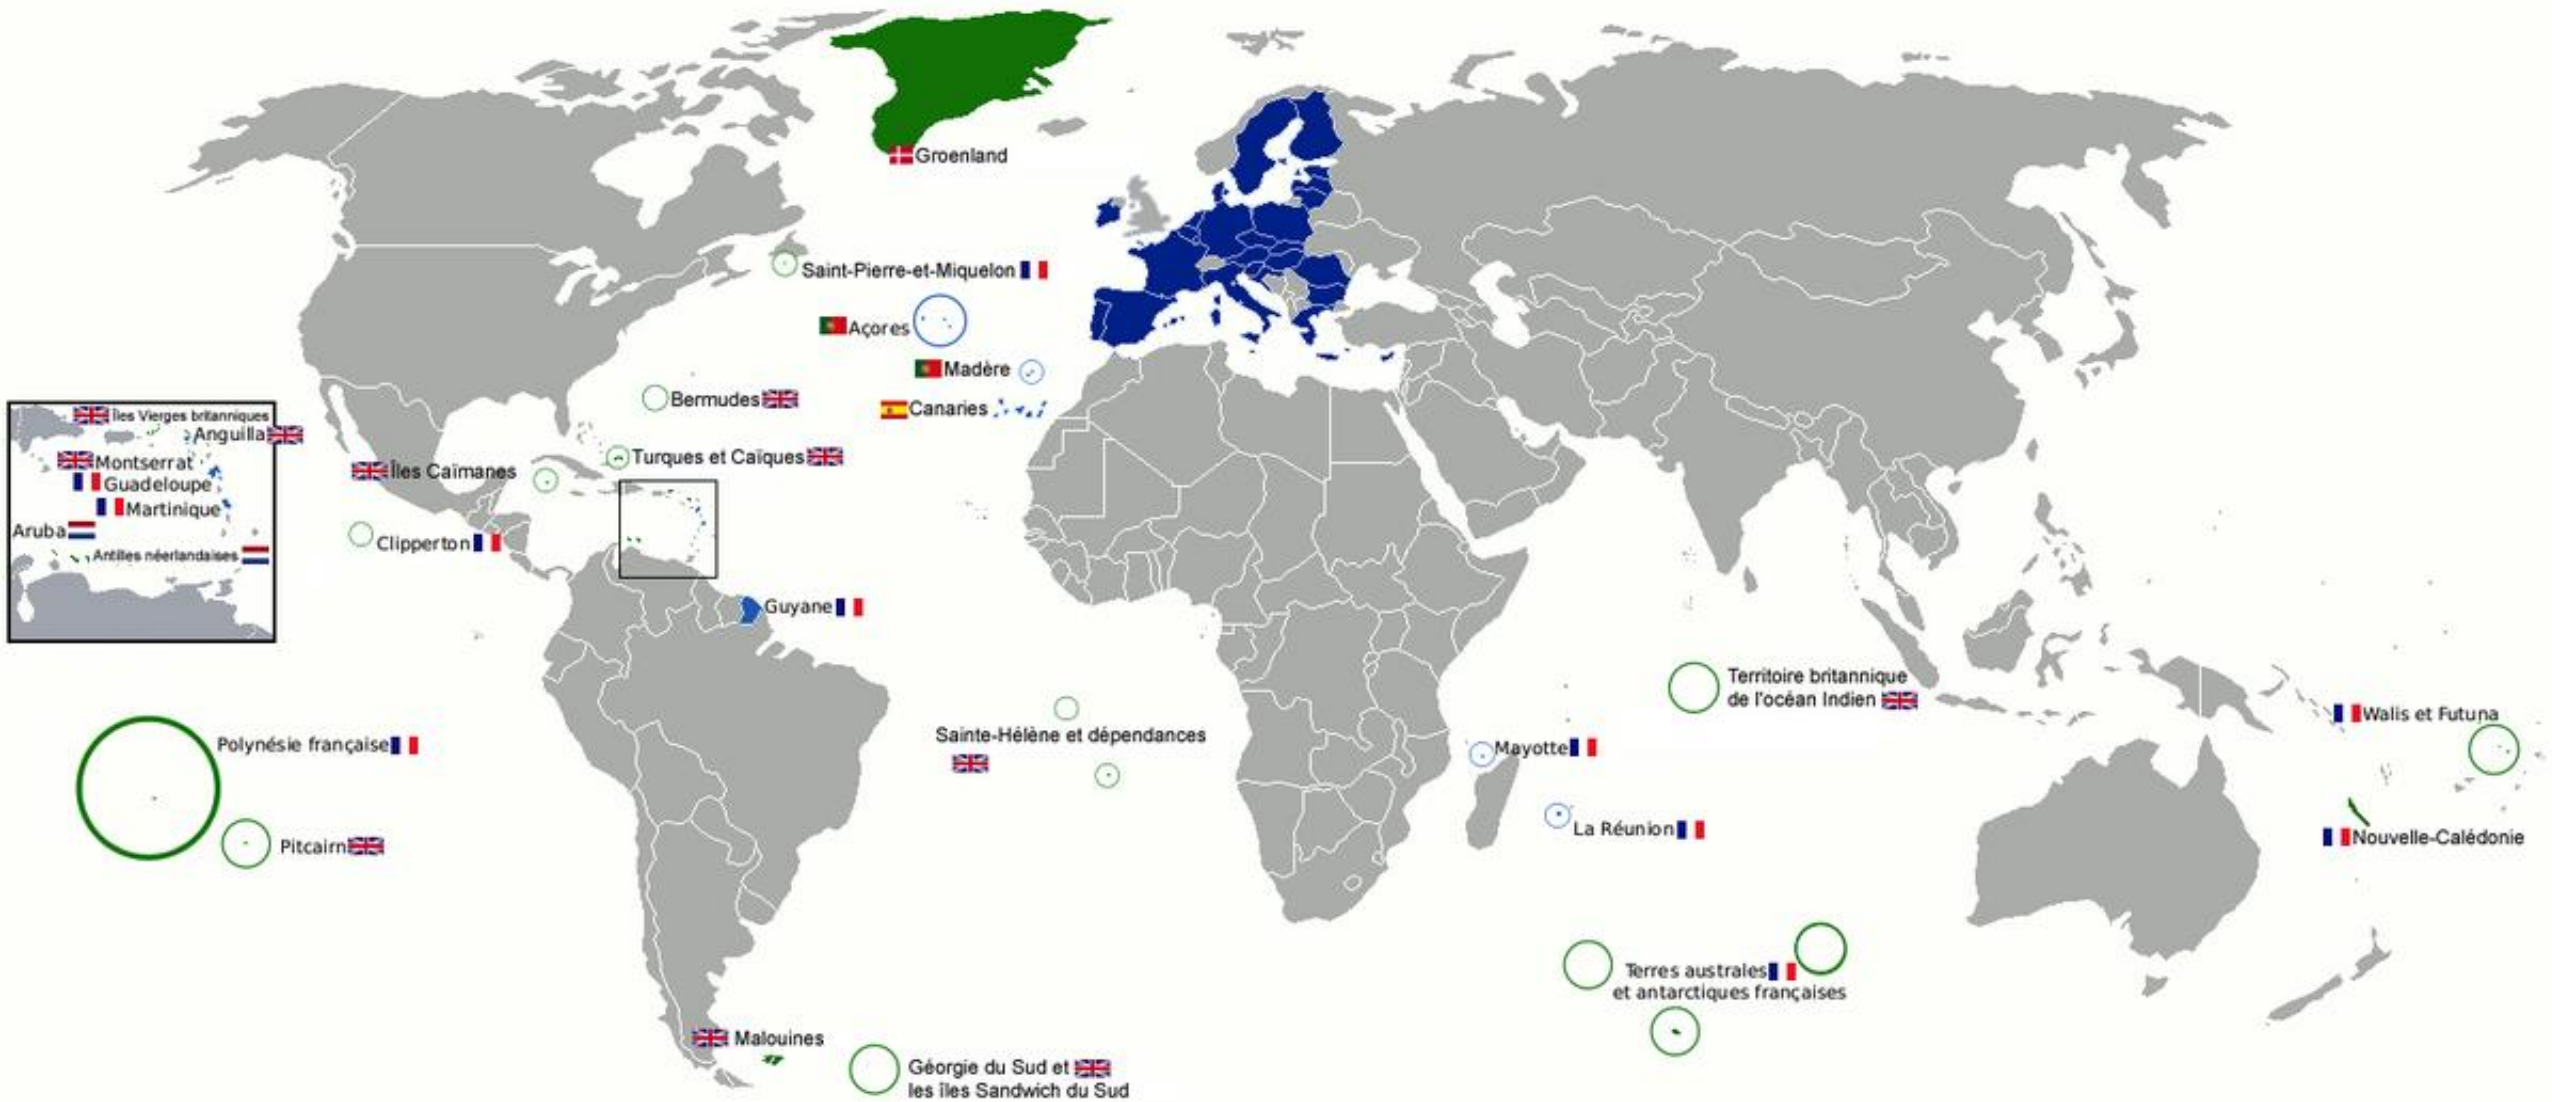 Groenland
Saint-Pierre-et-Miquelon
Açores
Madère
Bermudes
Canaries
îles Vierges britanniques
Anguilla
Turques et Caïques
Montserrat
Îles Caïmanes
Guadeloupe
Martinique
Aruba
Clipperton
Antilles néerlandaises
Guyane
Territoire britannique
de l'océan Indien
Walis et Futuna
Sainte-Hélène et dépendances
Polynésie française
Mayotte
La Réunion
Nouvelle-Calédonie
Pitcairn
Terres australes
et antarctiques françaises
Malouines
Géorgie du Sud et
les îles Sandwich du Sud